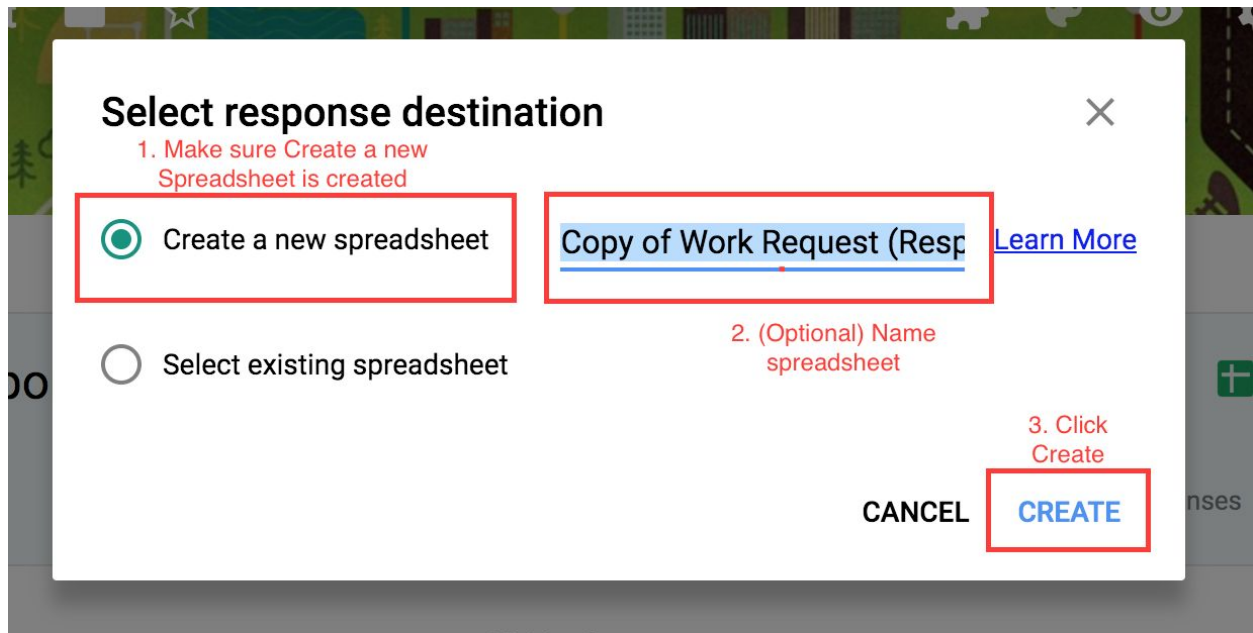 Select response destination
1. Make sure Create a new
Spreadsheet is created
Create a new spreadsheet
Copy of Work Request (Resp
Learn More
2. (Optional) Name
spreadsheet
Select existing spreadsheet
3. Click
Create
CANCEL
CREATE
nses